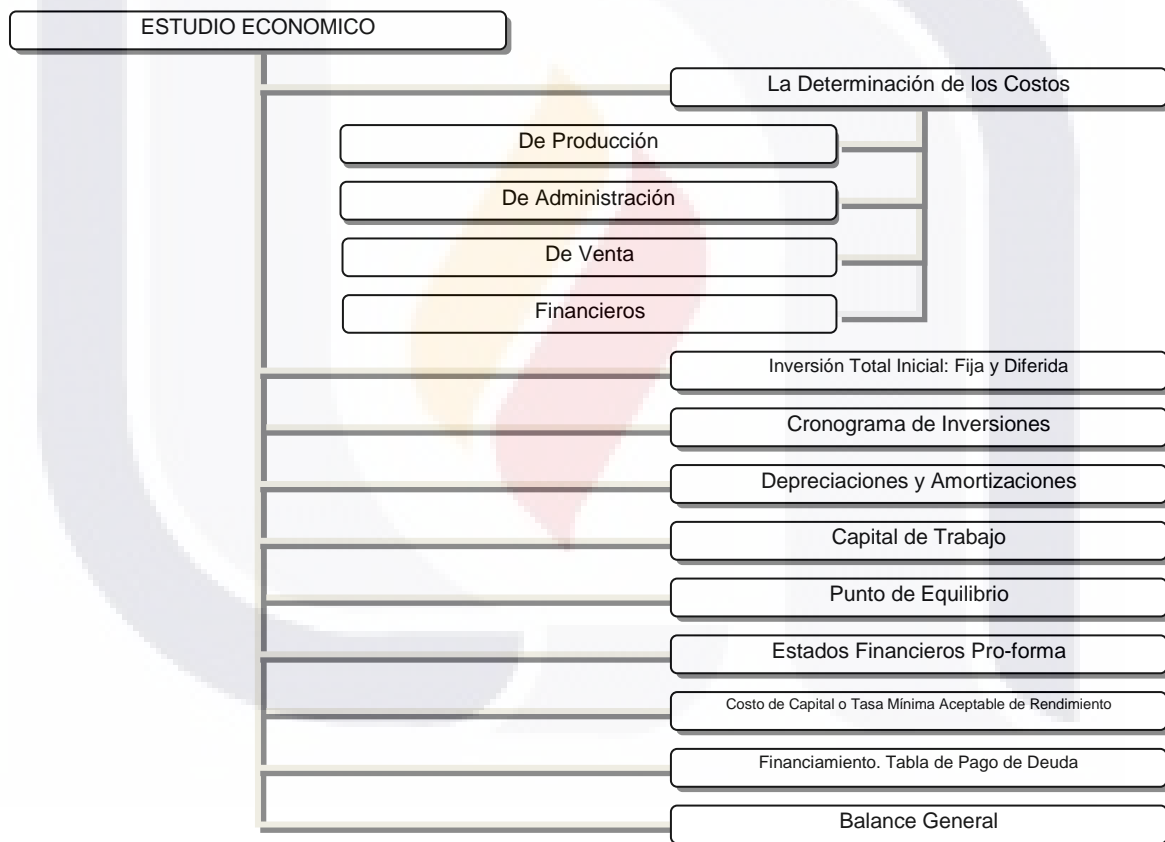 ESTUDIO ECONOMICO
La Determinación de los Costos
De Producción
De Administración
De Venta
Financieros
Inversión Total Inicial: Fija y Diferida
Cronograma de Inversiones
Depreciaciones y Amortizaciones
Capital de Trabajo
Punto de Equilibrio
Estados Financieros Pro-forma
Costo de Capital o Tasa Mínima Aceptable de Rendimiento
Financiamiento. Tabla de Pago de Deuda
Balance General